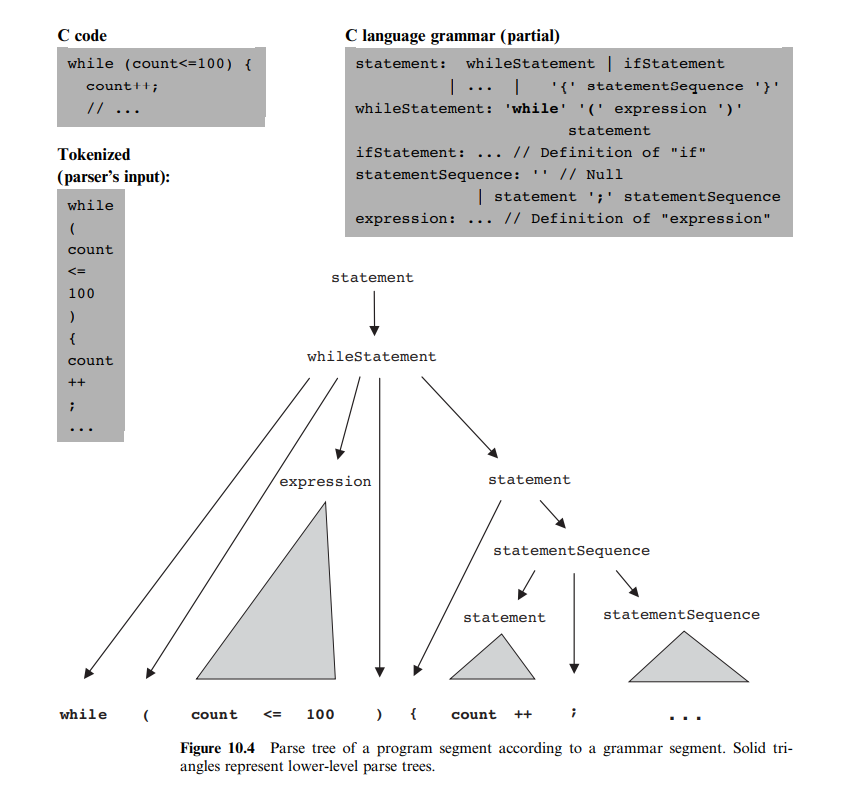 C code
while (count<=100) {
count++;
// ...
Tokenized
(parser's input):
while
(
count
<=
100
)
{
count
++
;
...
C language grammar (partial)
statement: whileStatement | ifStatement
| ... | '{' statementSequence '}'
whileStatement: 'while' '(' expression ')'
statement
ifStatement: ... // Definition of "if"
statementSequence: '' // Null
| statement ';' statementSequence
expression: ... // Definition of "expression"
statement
whileStatement
expression
statement
statementSequence
statement
statementSequence
while ( count <= 100 ) { count ++ ; ...
Figure 10.4 Parse tree of a program segment according to a grammar segment. Solid tri-
angles represent lower-level parse trees.